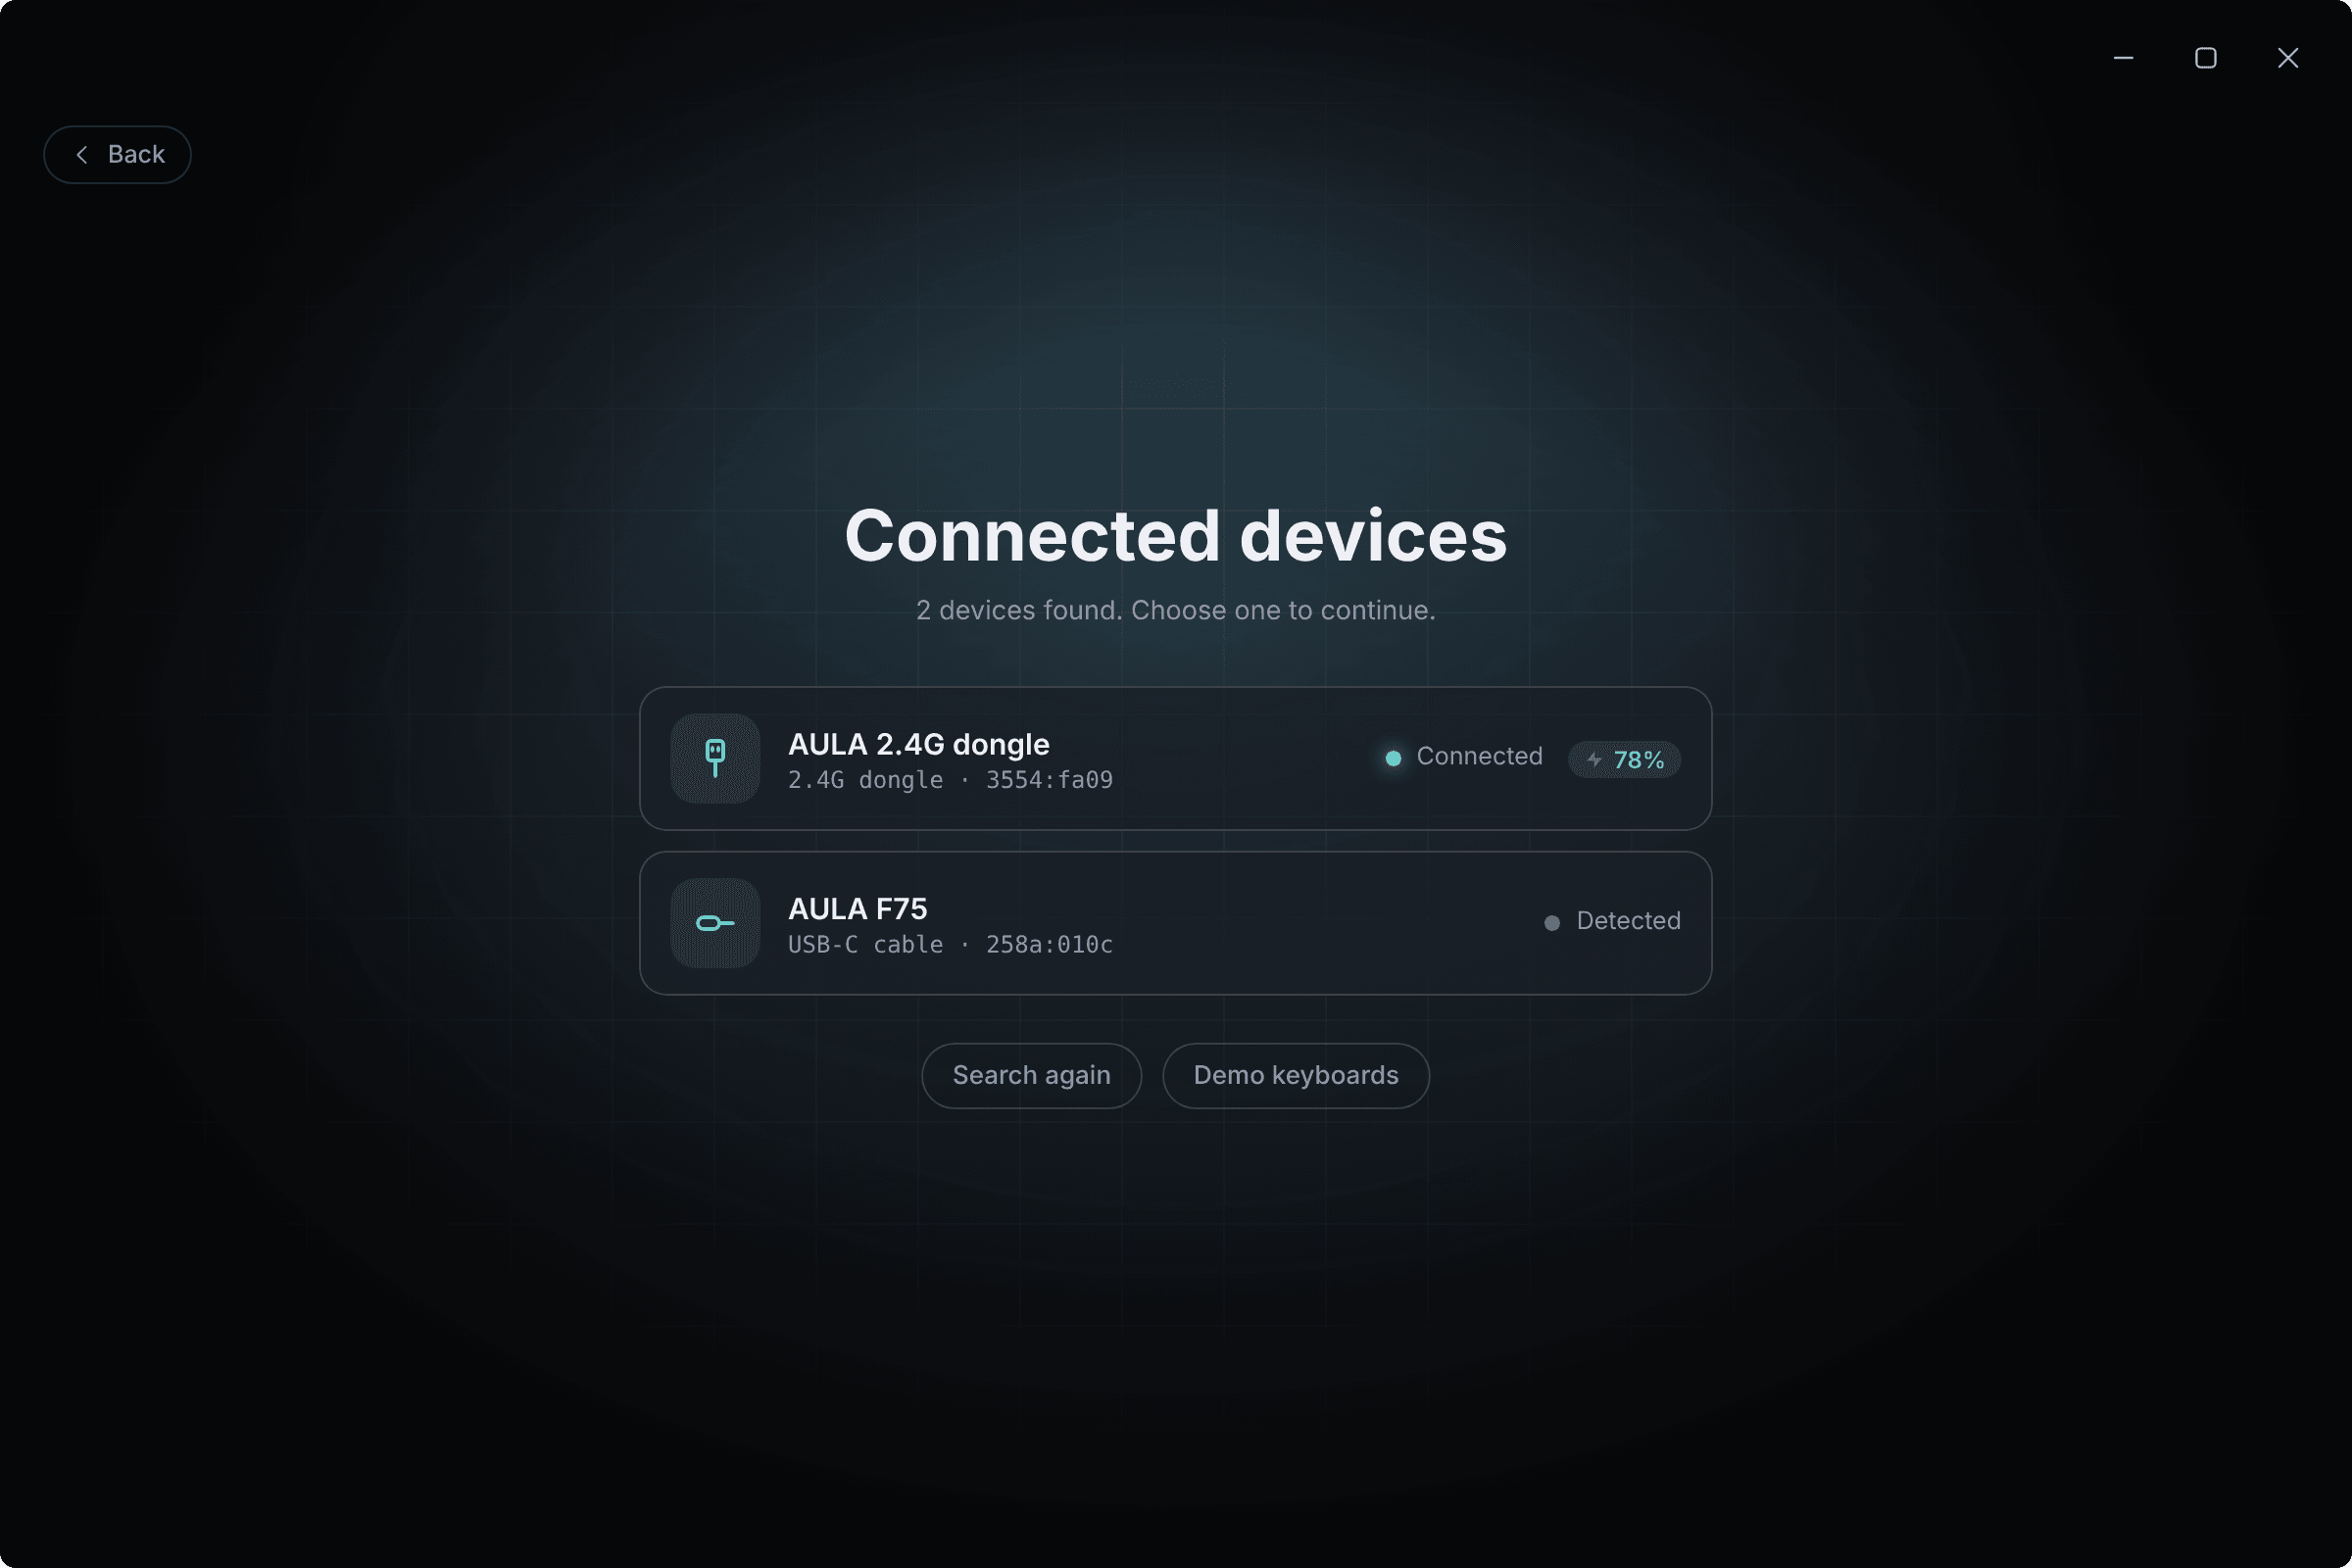 Back
Connected devices
2 devices found. Choose one to continue.
AULA 2.4G dongle
2.4G dongle · 3554:fa09
Connected
78%
AULA F75
USB-C cable · 258a:010c
Detected
Search again
Demo keyboards